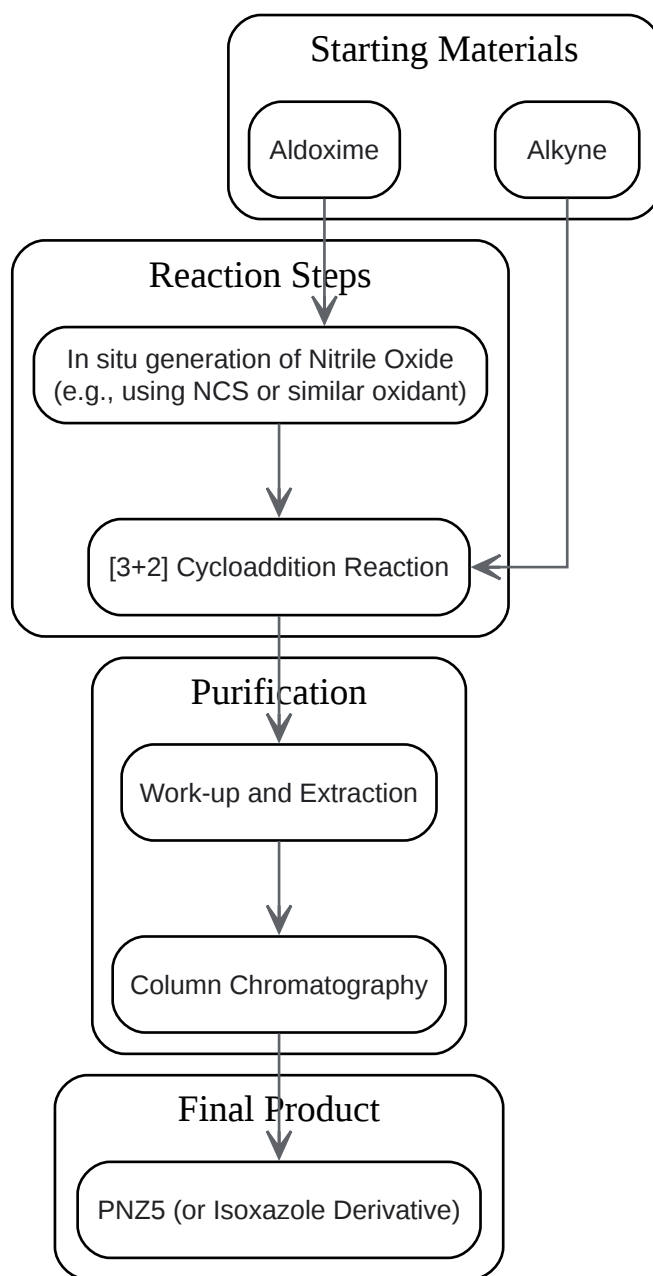 Starting Materials
Aldoxime
Alkyne
Reaction Steps
In situ generation of Nitrile Oxide
(e.g., using NCS or similar oxidant)
[3+2] Cycloaddition Reaction
Purification
Work-up and Extraction
Column Chromatography
Final Product
PNZ5 (or Isoxazole Derivative)